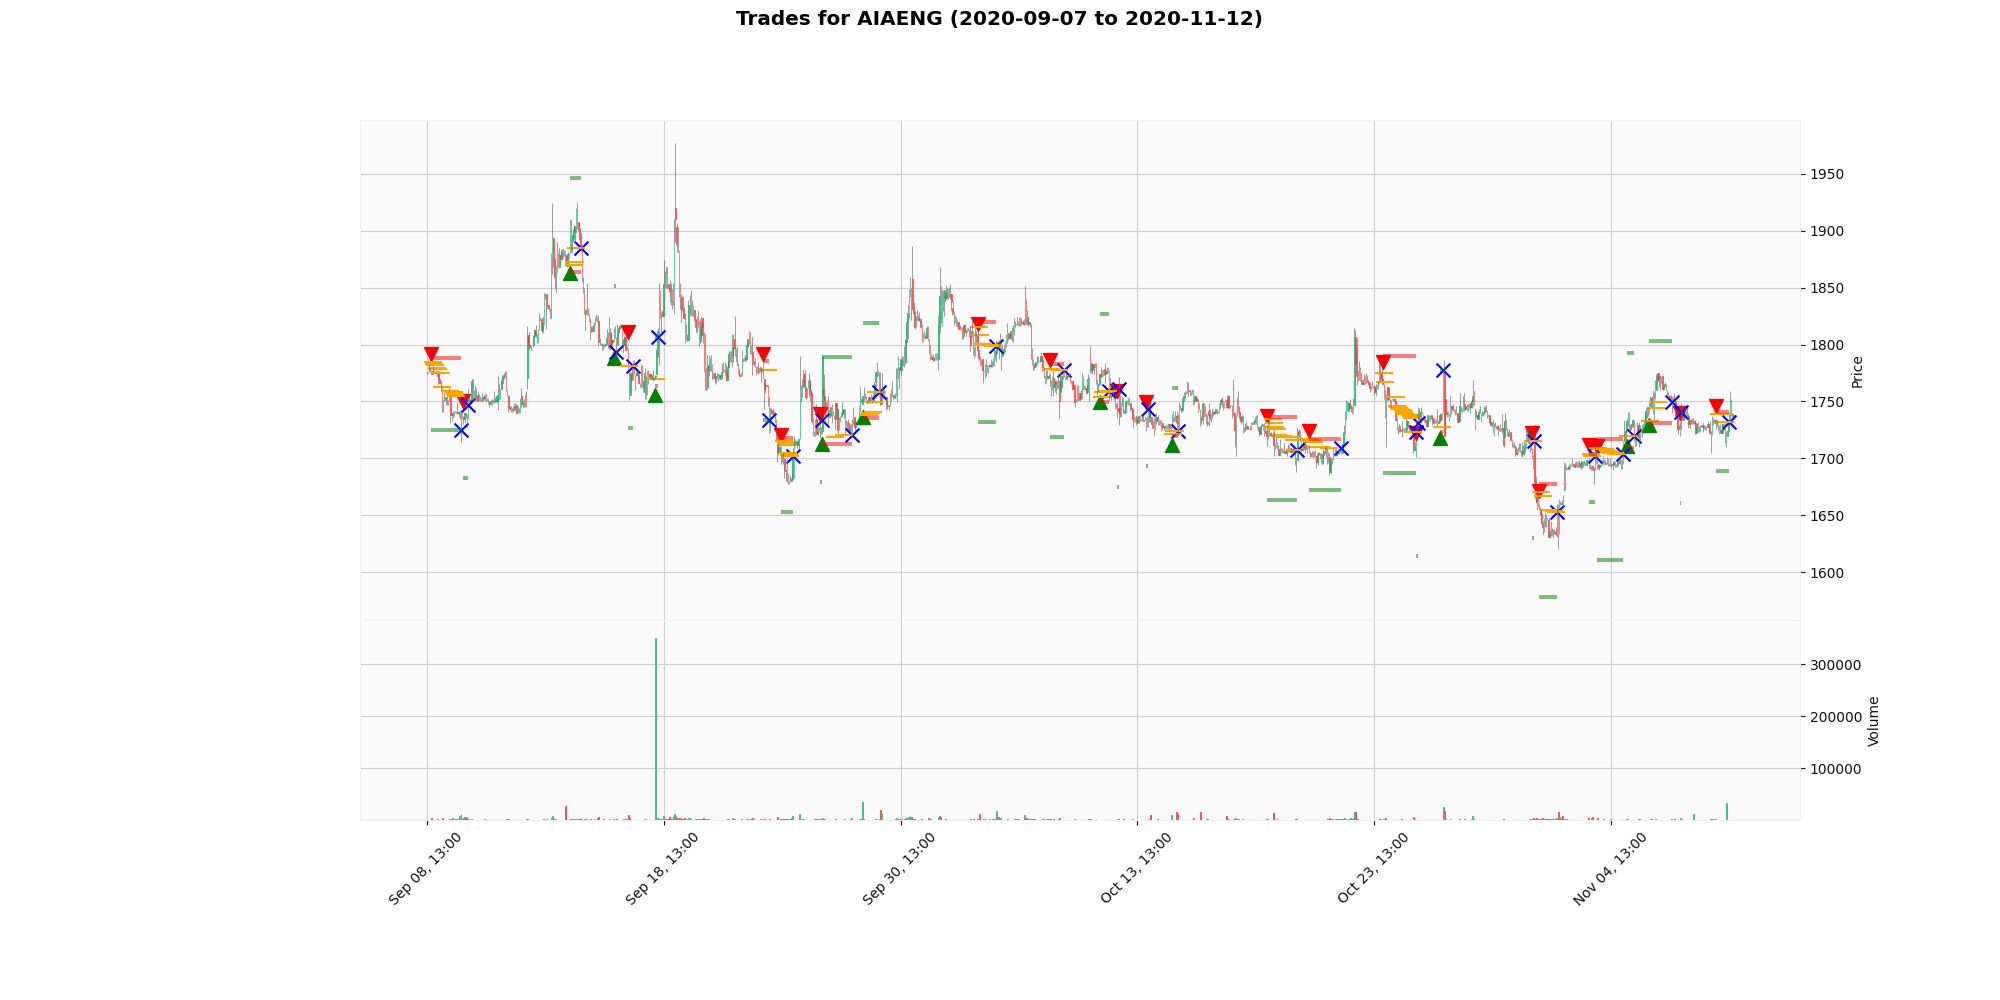 Trades for AIAENG (2020-09-07 to 2020-11-12)
1950
1900
1850
1800
1750
1700
1650
1600
Price
300000
200000
100000
Volume
Sep 08, 13:00
Sep 18, 13:00
Sep 30, 13:00
Oct 13, 13:00
Oct 23, 13:00
Nov 04, 13:00